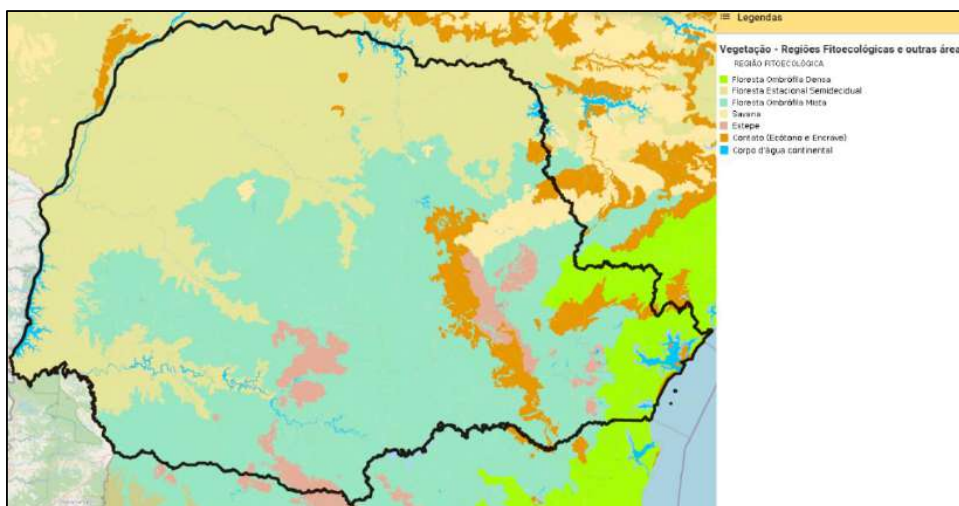 Legendas
Vegetação - Regiões Fitoecológicas e outras área
REGIÃO FITOECOLÓGICA
Floresta Ombrófila Densa
Floresta Estacional Semidecidual
Floresta Ombrófila Mista
Savana
Estepe
Contato (Ecótono e Encrave)
Corpo d'água continental